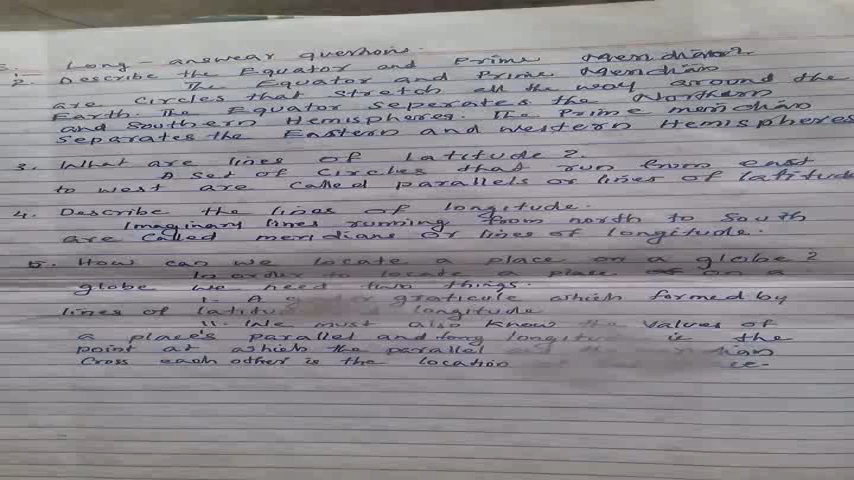 Long - answear questions.
2. Describe the Equator and Prime Meridian?
The Equator and Prime Meridian
are circles that stretch all the way around the
Earth. The Equator seperates the Northern
and Southern Hemispheres. The Prime meridian
separates the Eastern and western Hemispheres
3. What are lines of latitude?
A set of circles that run from east
to west are called parallels or lines of latitude
4. Describe the lines of longitude.
Imaginary lines running from north to south
are called meridians or lines of longitude.
5. How can we locate a place on a globe?
In order to locate a place on a
globe we need two things.
I. A graticule which formed by
lines of longitude
II. We must also know the values of
a place's parallel and is the
point at which the parallel
cross each other is the location